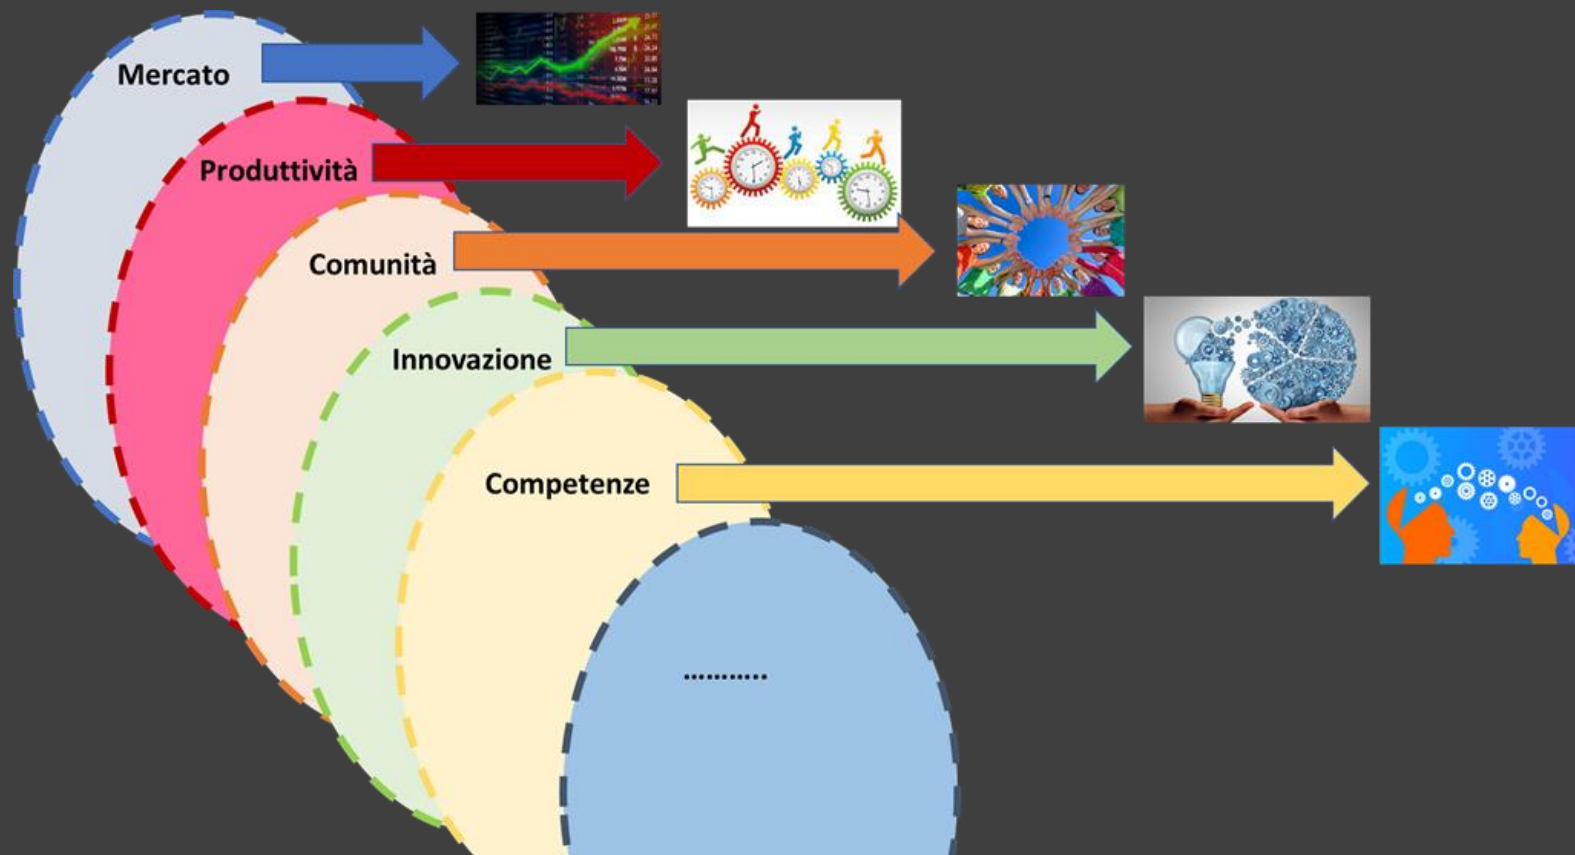 Mercato
Produttività
Comunità
Innovazione
Competenze
...........